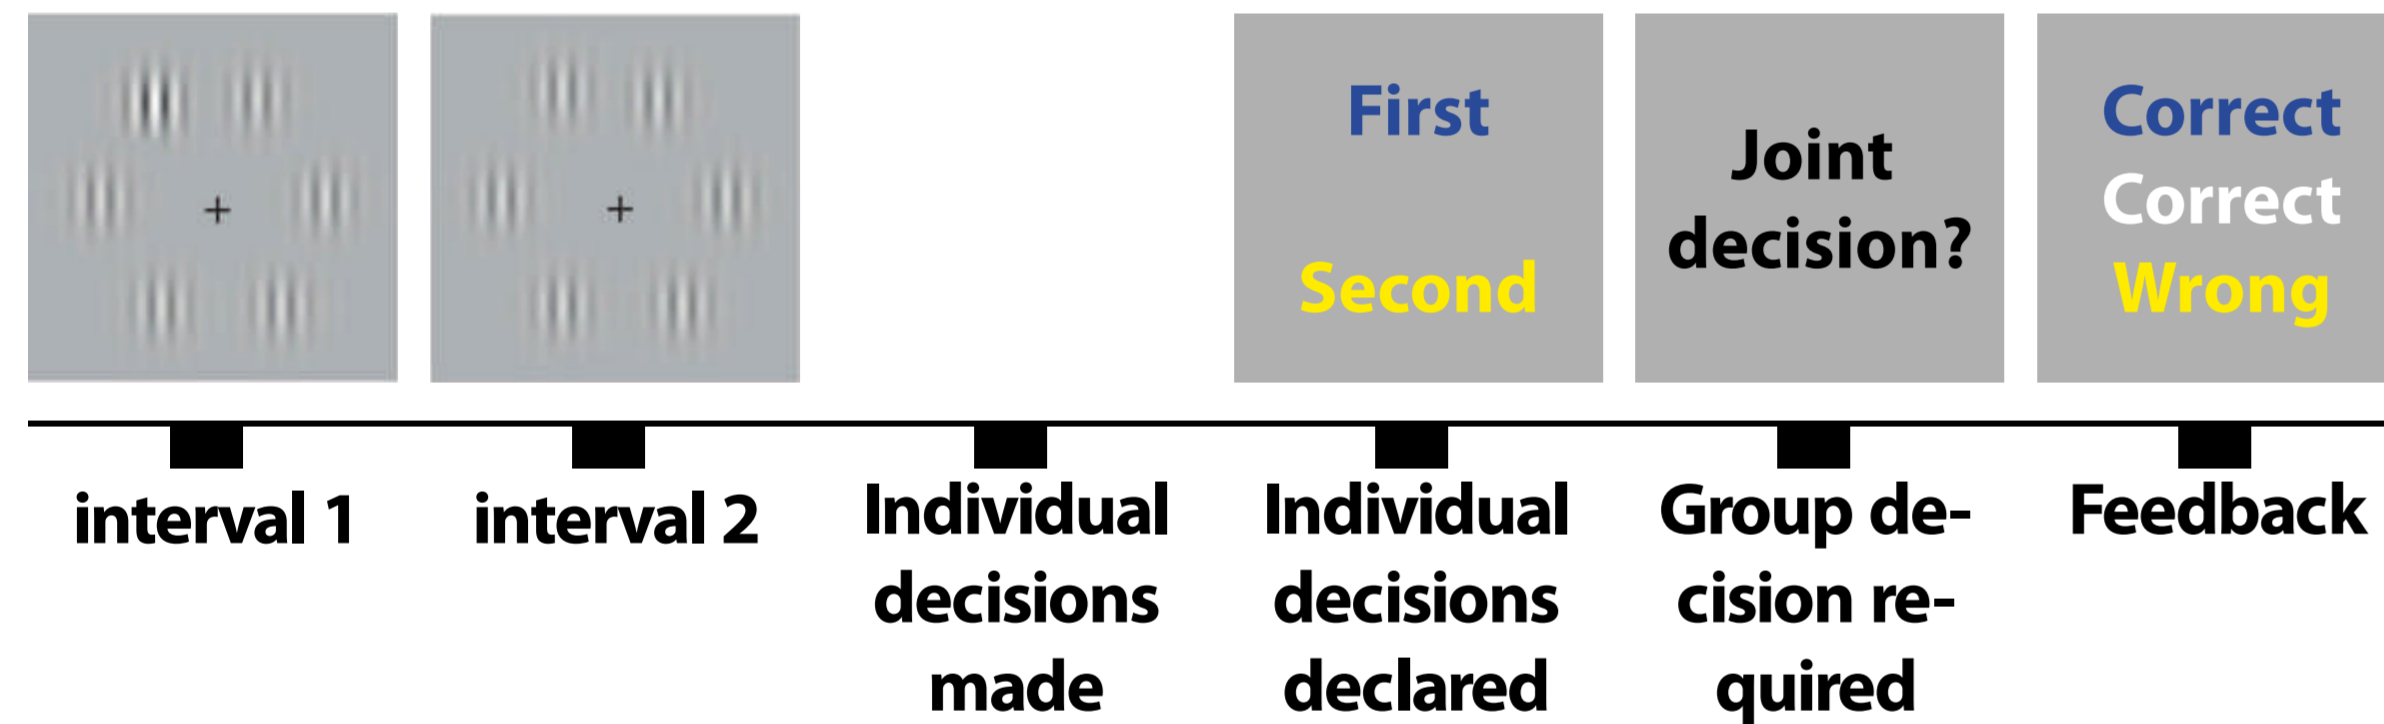 First
Second
Joint
decision?
Correct
Correct
Wrong
interval 1
interval 2
Individual
decisions
made
Individual
decisions
declared
Group de-
cision re-
quired
Feedback